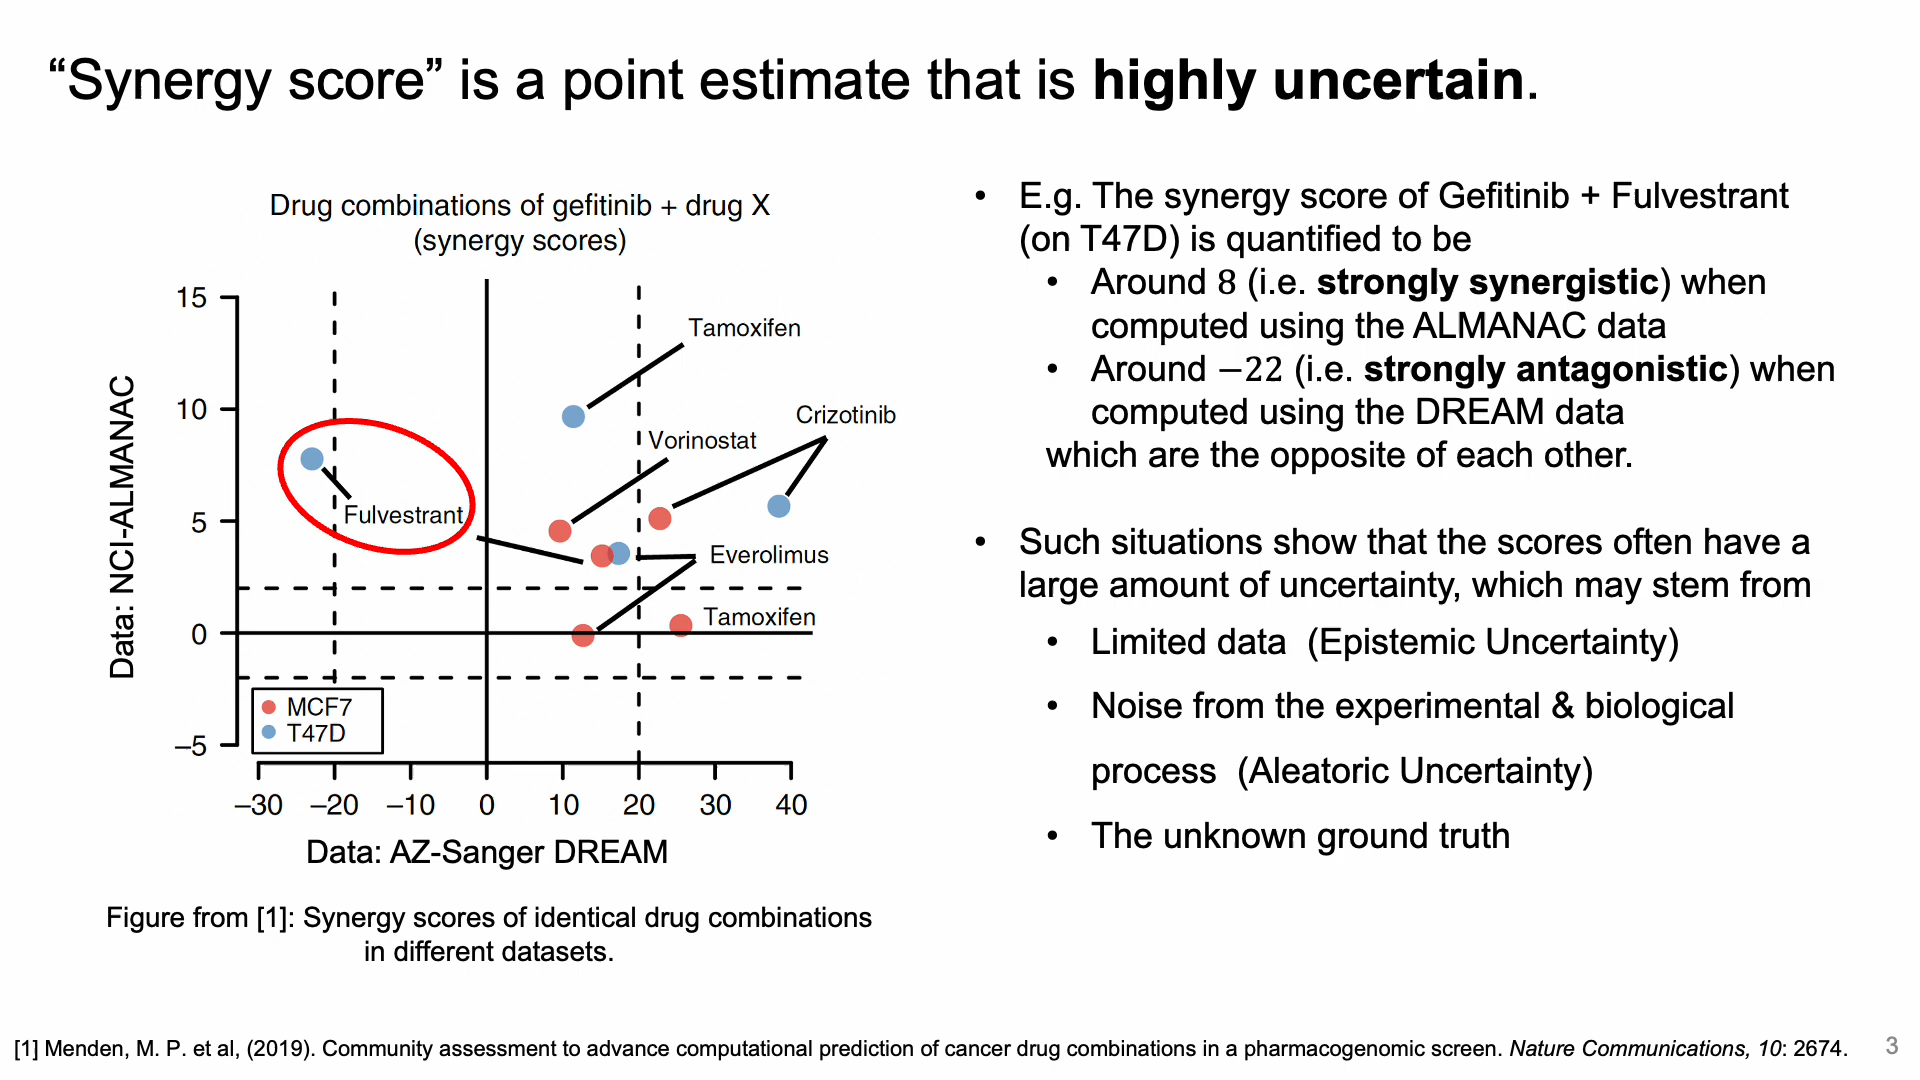 “Synergy score” is a point estimate that is highly uncertain.
Drug combinations of gefitinib + drug X
(synergy scores)
15
10
5
0
–5
Data: NCI-ALMANAC
Tamoxifen
Crizotinib
Vorinostat
Fulvestrant
Everolimus
Tamoxifen
MCF7
T47D
–30 –20 –10 0 10 20 30 40
Data: AZ-Sanger DREAM
Figure from [1]: Synergy scores of identical drug combinations
in different datasets.
• E.g. The synergy score of Gefitinib + Fulvestrant
(on T47D) is quantified to be
• Around 8 (i.e. strongly synergistic) when
computed using the ALMANAC data
• Around −22 (i.e. strongly antagonistic) when
computed using the DREAM data
which are the opposite of each other.
• Such situations show that the scores often have a
large amount of uncertainty, which may stem from
• Limited data (Epistemic Uncertainty)
• Noise from the experimental & biological
process (Aleatoric Uncertainty)
• The unknown ground truth
[1] Menden, M. P. et al, (2019). Community assessment to advance computational prediction of cancer drug combinations in a pharmacogenomic screen. Nature Communications, 10: 2674.
3